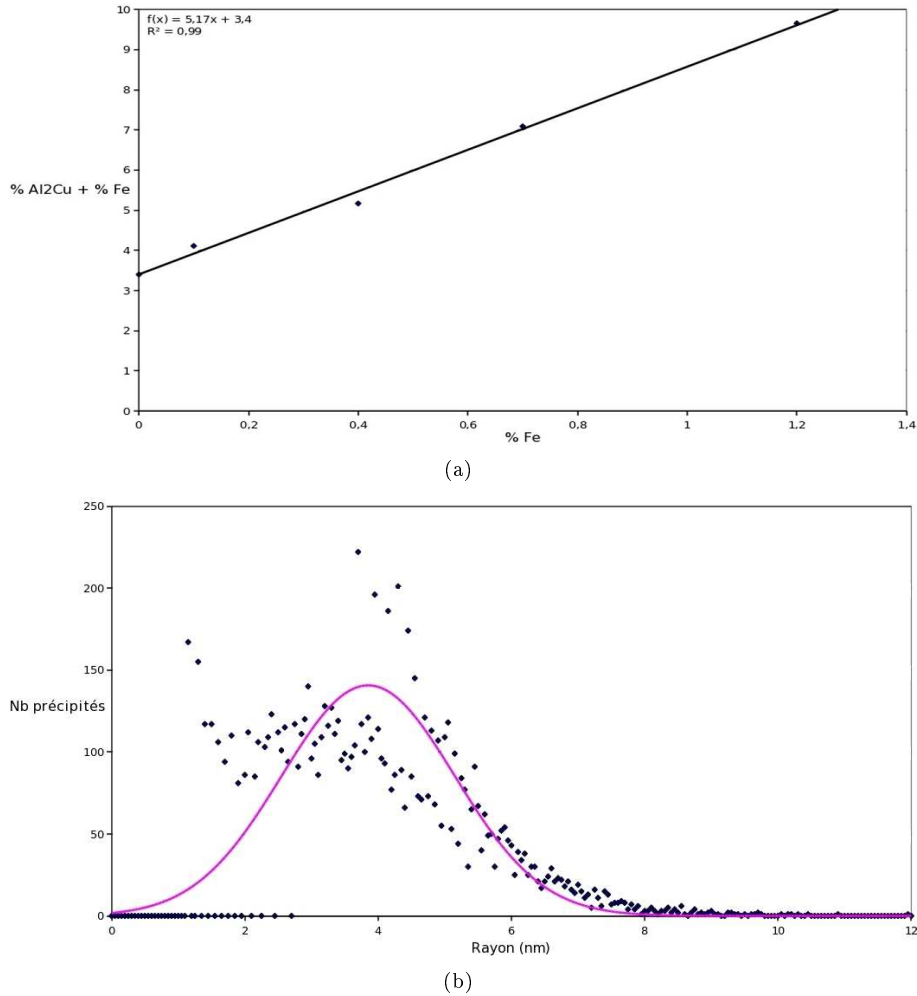 f(x) = 5,17x + 3,4
R² = 0,99
10
9
8
7
6
% Al2Cu + % Fe
5
4
3
2
1
0
0 0,2 0,4 0,6 0,8 1 1,2 1,4
% Fe
(a)
250
200
150
Nb précipités
100
50
0
0 2 4 6 8 10 12
Rayon (nm)
(b)